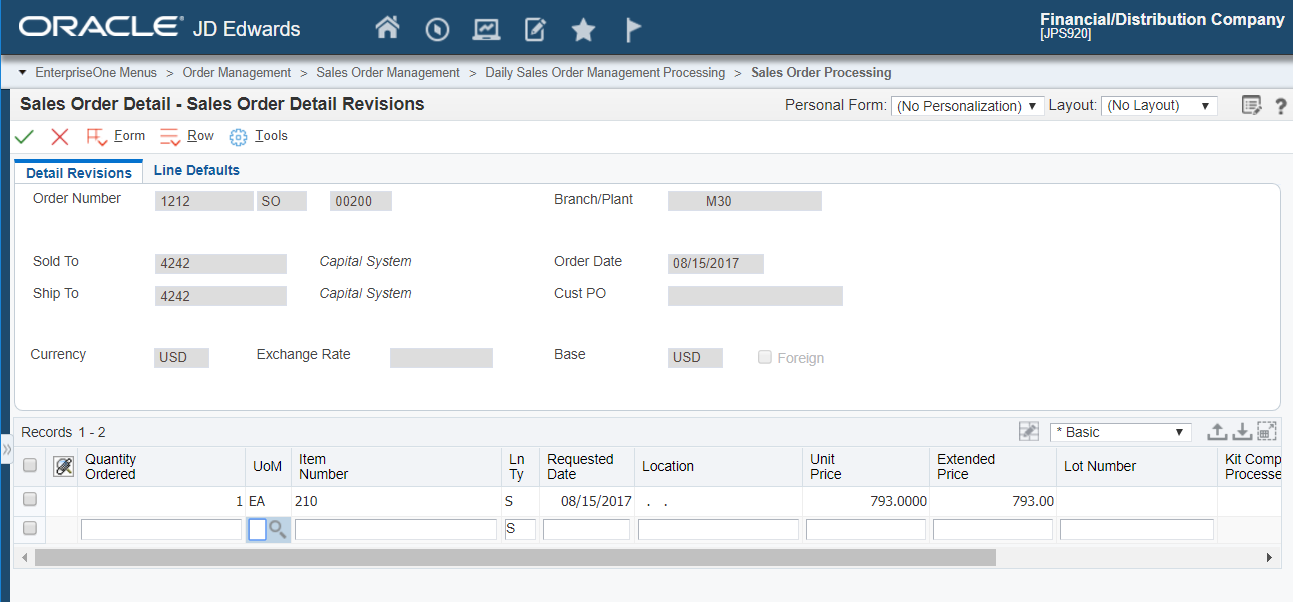 ORACLE® JD Edwards
Financial/Distribution Company
[JPS920]
EnterpriseOne Menus > Order Management > Sales Order Management > Daily Sales Order Management Processing > Sales Order Processing
Sales Order Detail - Sales Order Detail Revisions
Personal Form: (No Personalization) Layout: (No Layout)
Form Row Tools
Detail Revisions Line Defaults
Order Number 1212 SO 00200 Branch/Plant M30
Sold To 4242 Capital System Order Date 08/15/2017
Ship To 4242 Capital System Cust PO
Currency USD Exchange Rate Base USD Foreign
Records 1 - 2 * Basic
Quantity Ordered UoM Item Number Ln Ty Requested Date Location Unit Price Extended Price Lot Number Kit Comp Processe
1 EA 210 S 08/15/2017 . . 793.0000 793.00
S